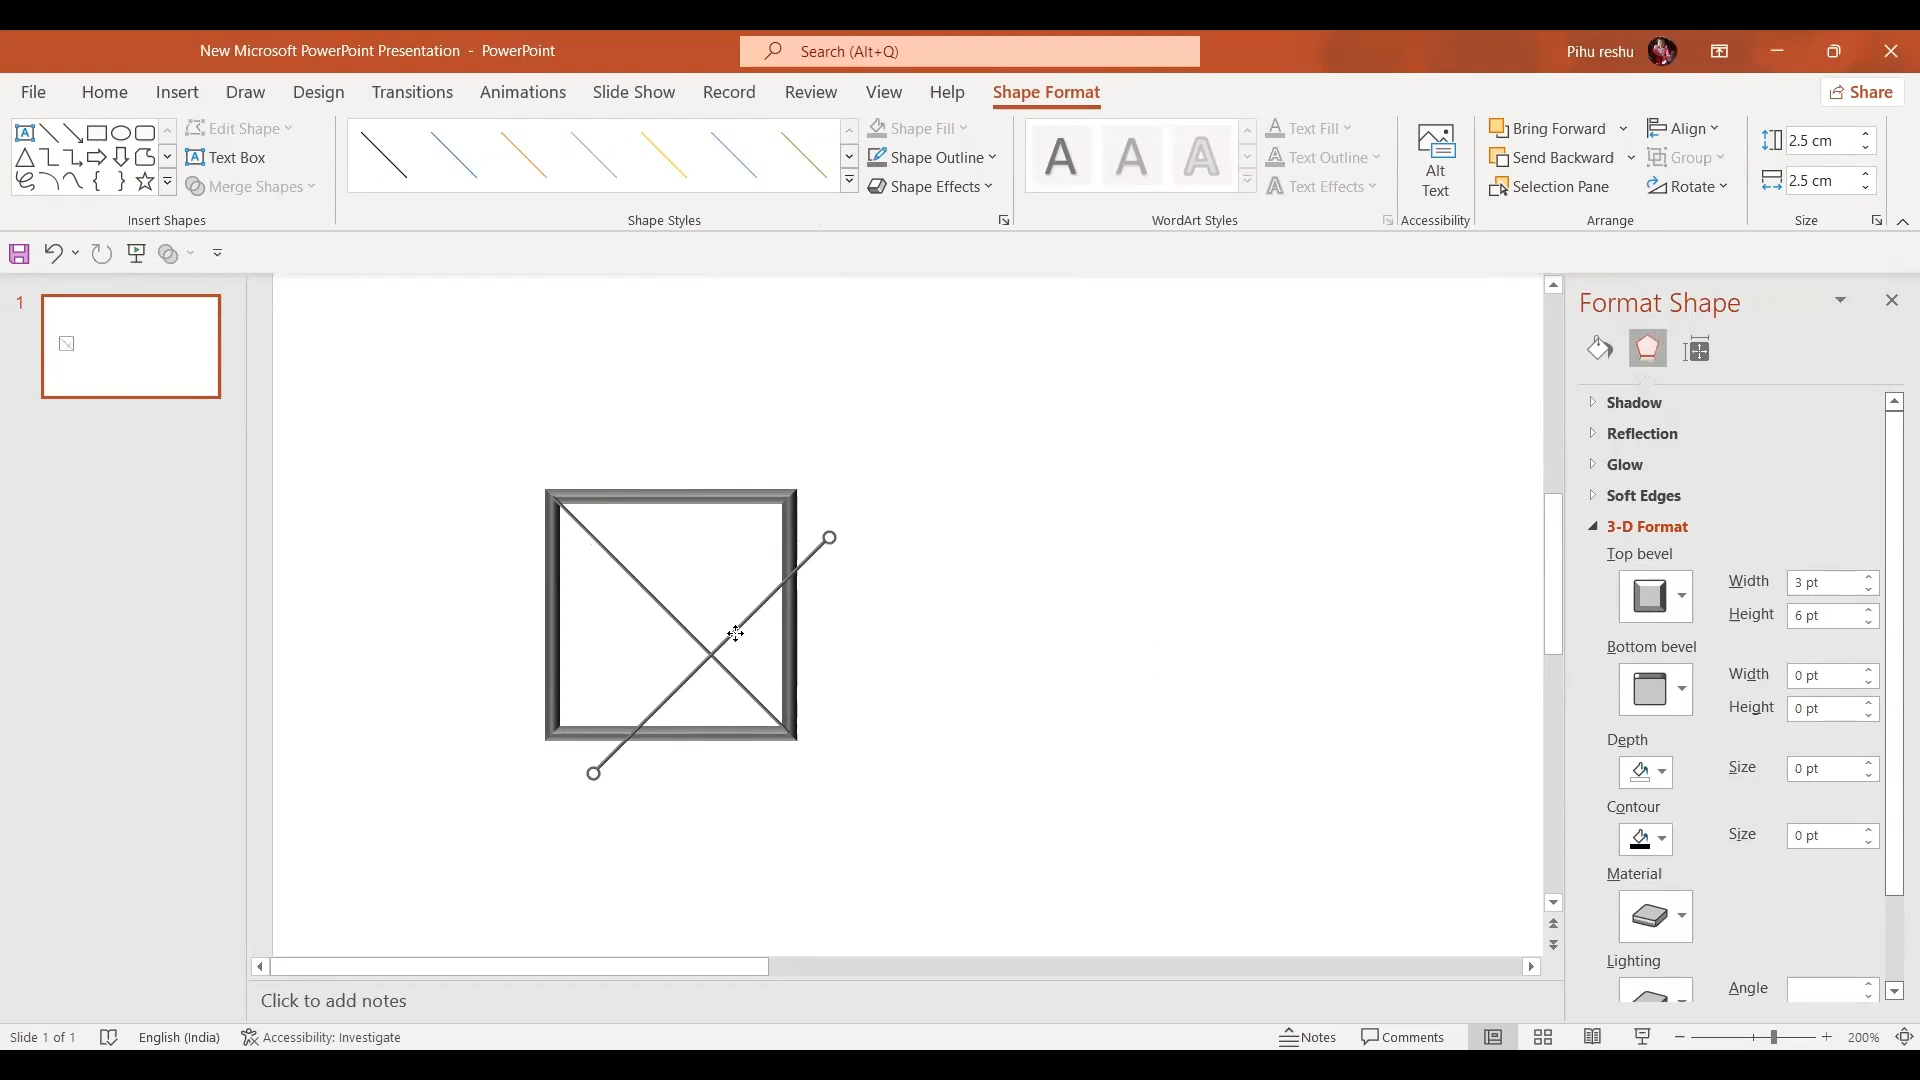 New Microsoft PowerPoint Presentation - PowerPoint
Search (Alt+Q)
Pihu reshu
File Home Insert Draw Design Transitions Animations Slide Show Record Review View Help Shape Format Share
Edit Shape
Text Box
Merge Shapes
Insert Shapes
Shape Styles
Shape Fill
Shape Outline
Shape Effects
A A A
WordArt Styles
Text Fill
Text Outline
Text Effects
Alt
Text
Accessibility
Bring Forward
Send Backward
Selection Pane
Align
Group
Rotate
Arrange
2.5 cm
2.5 cm
Size
1
Format Shape
Shadow
Reflection
Glow
Soft Edges
3-D Format
Top bevel
Width 3 pt
Height 6 pt
Bottom bevel
Width 0 pt
Height 0 pt
Depth
Size 0 pt
Contour
Size 0 pt
Material
Lighting
Angle
Click to add notes
Slide 1 of 1 English (India) Accessibility: Investigate Notes Comments 200%